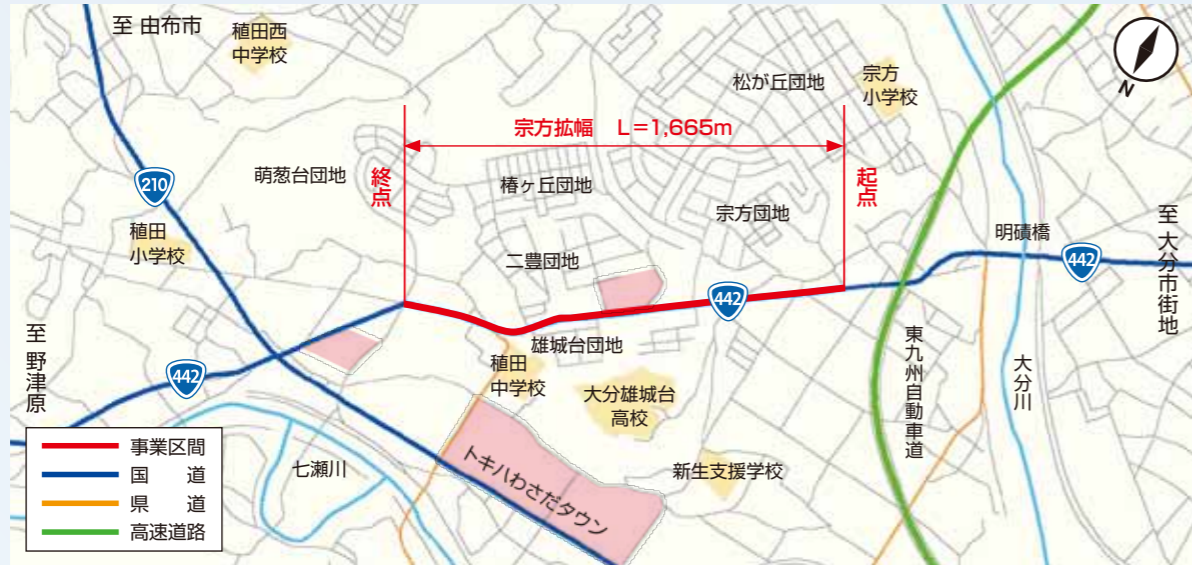 至 由布市
稙田西
中学校
松が丘団地
宗方
小学校
N
宗方拡幅 L=1,665m
終点
起点
210
萌葱台団地
椿ヶ丘団地
宗方団地
稙田
小学校
二豊団地
明磧橋
442
442
至 大分市街地
至 野津原
442
雄城台団地
稙田
中学校
大分雄城台
高校
東九州自動車道
大分川
トキハわさだタウン
新生支援学校
七瀬川
事業区間
国 道
県 道
高速道路